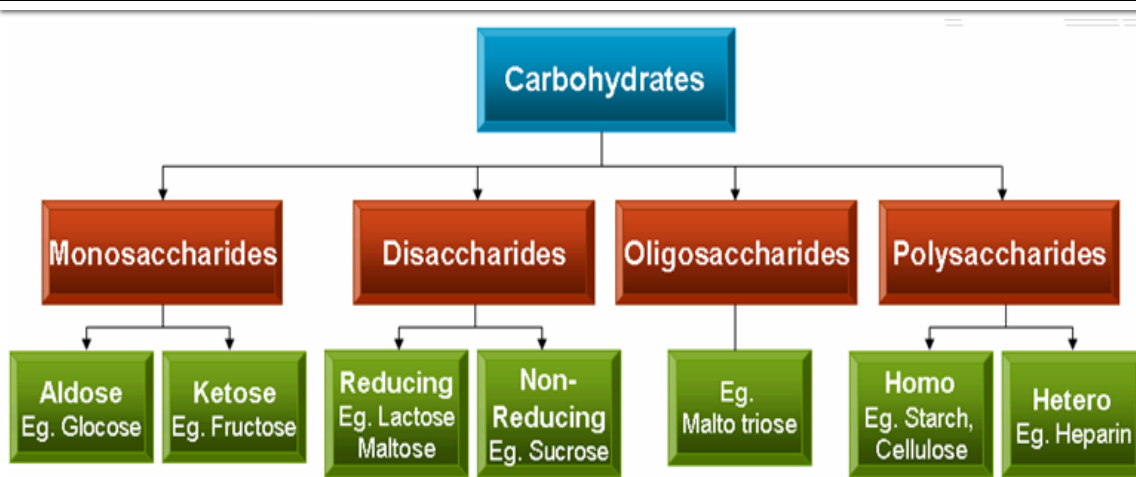 Carbohydrates
Monosaccharides
Disaccharides
Oligosaccharides
Polysaccharides
Aldose
Eg. Glocose
Ketose
Eg. Fructose
Reducing
Eg. Lactose
Maltose
Non-
Reducing
Eg. Sucrose
Eg.
Malto triose
Homo
Eg. Starch,
Cellulose
Hetero
Eg. Heparin